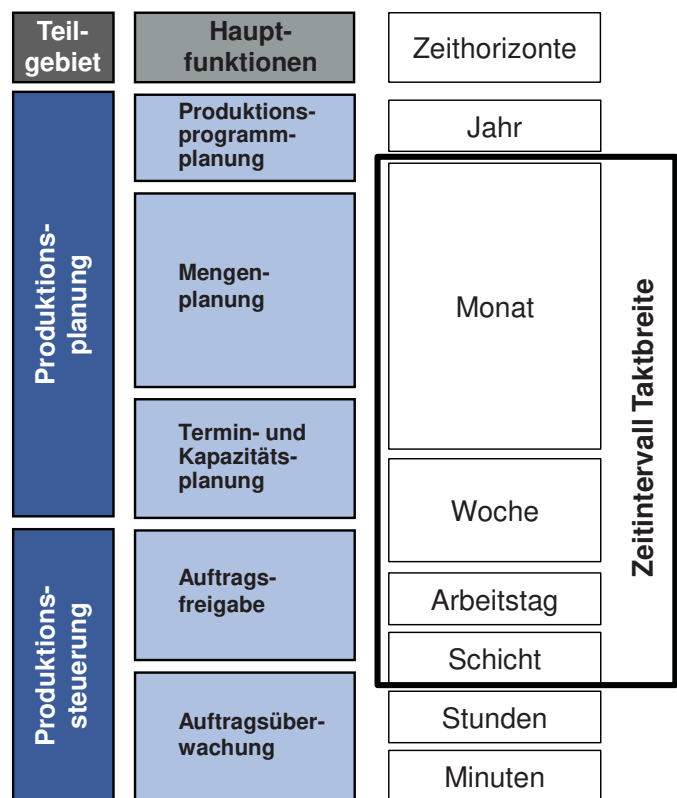 Teil-
gebiet
Haupt-
funktionen
Zeithorizonte
Produktions-
planung
Produktions-
programm-
planung
Mengen-
planung
Termin- und
Kapazitäts-
planung
Jahr
Monat
Woche
Zeitintervall Taktbreite
Produktions-
steuerung
Auftrags-
freigabe
Auftragsüber-
wachung
Arbeitstag
Schicht
Stunden
Minuten